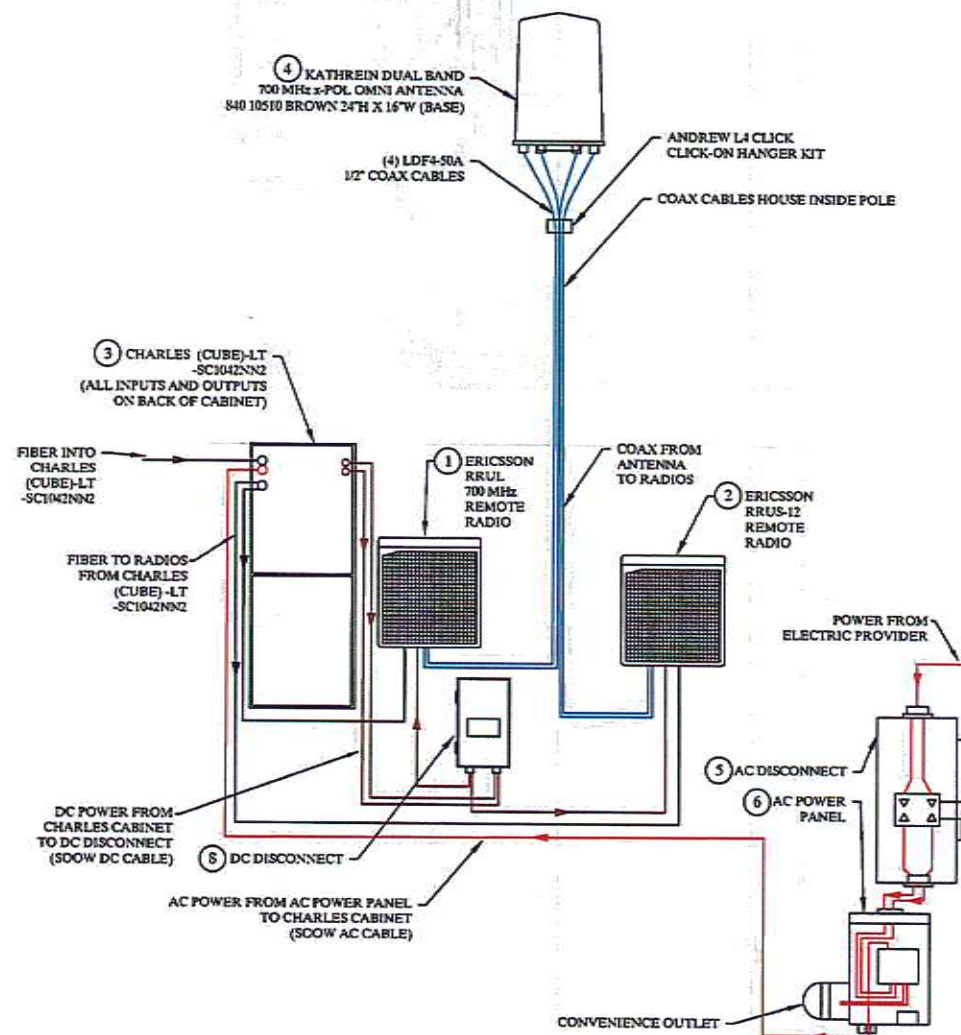 4 KATHREIN DUAL BAND
700 MHz x-POL OMNI ANTENNA
840 10510 BROWN 24"H X 16"W (BASE)
(4) LDF4-50A
1/2" COAX CABLES
ANDREW L4 CLICK
CLICK-ON HANGER KIT
COAX CABLES HOUSE INSIDE POLE
3 CHARLES (CUBE)-LT
-SC1042NN2
(ALL INPUTS AND OUTPUTS
ON BACK OF CABINET)
FIBER INTO
CHARLES
(CUBE)-LT
-SC1042NN2
1 ERICSSON
RRUL
700 MHz
REMOTE
RADIO
COAX FROM
ANTENNA
TO RADIOS
2 ERICSSON
RRUS-12
REMOTE
RADIO
FIBER TO RADIOS
FROM CHARLES
(CUBE) -LT
-SC1042NN2
POWER FROM
ELECTRIC PROVIDER
5 AC DISCONNECT
6 AC POWER
PANEL
DC POWER FROM
CHARLES CABINET
TO DC DISCONNECT
(SOOW DC CABLE)
8 DC DISCONNECT
AC POWER FROM AC POWER PANEL
TO CHARLES CABINET
(SOOW AC CABLE)
CONVENIENCE OUTLET